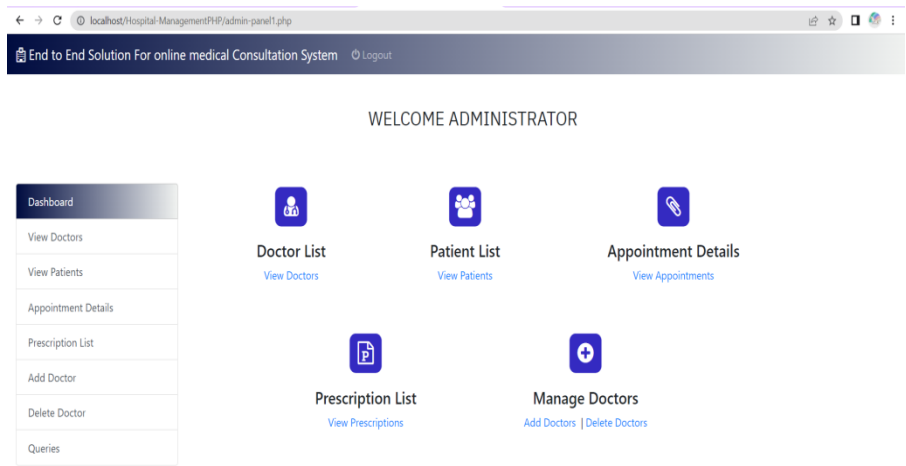 localhost/Hospital-ManagementPHP/admin-panel1.php
End to End Solution For online medical Consultation System Logout
WELCOME ADMINISTRATOR
Dashboard
View Doctors
View Patients
Appointment Details
Prescription List
Add Doctor
Delete Doctor
Queries
Doctor List
View Doctors
Patient List
View Patients
Appointment Details
View Appointments
P
Prescription List
View Prescriptions
Manage Doctors
Add Doctors | Delete Doctors